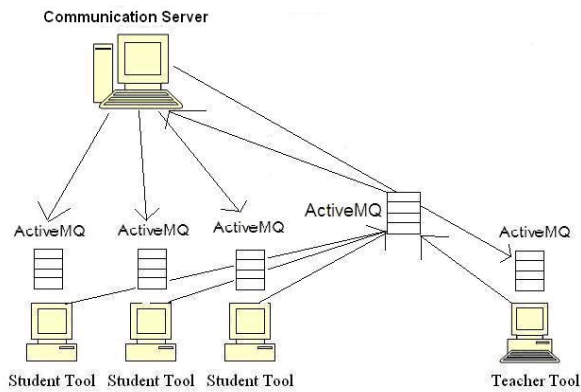 Communication Server
ActiveMQ
ActiveMQ
ActiveMQ
ActiveMQ
ActiveMQ
Student Tool
Student Tool
Student Tool
Teacher Tool